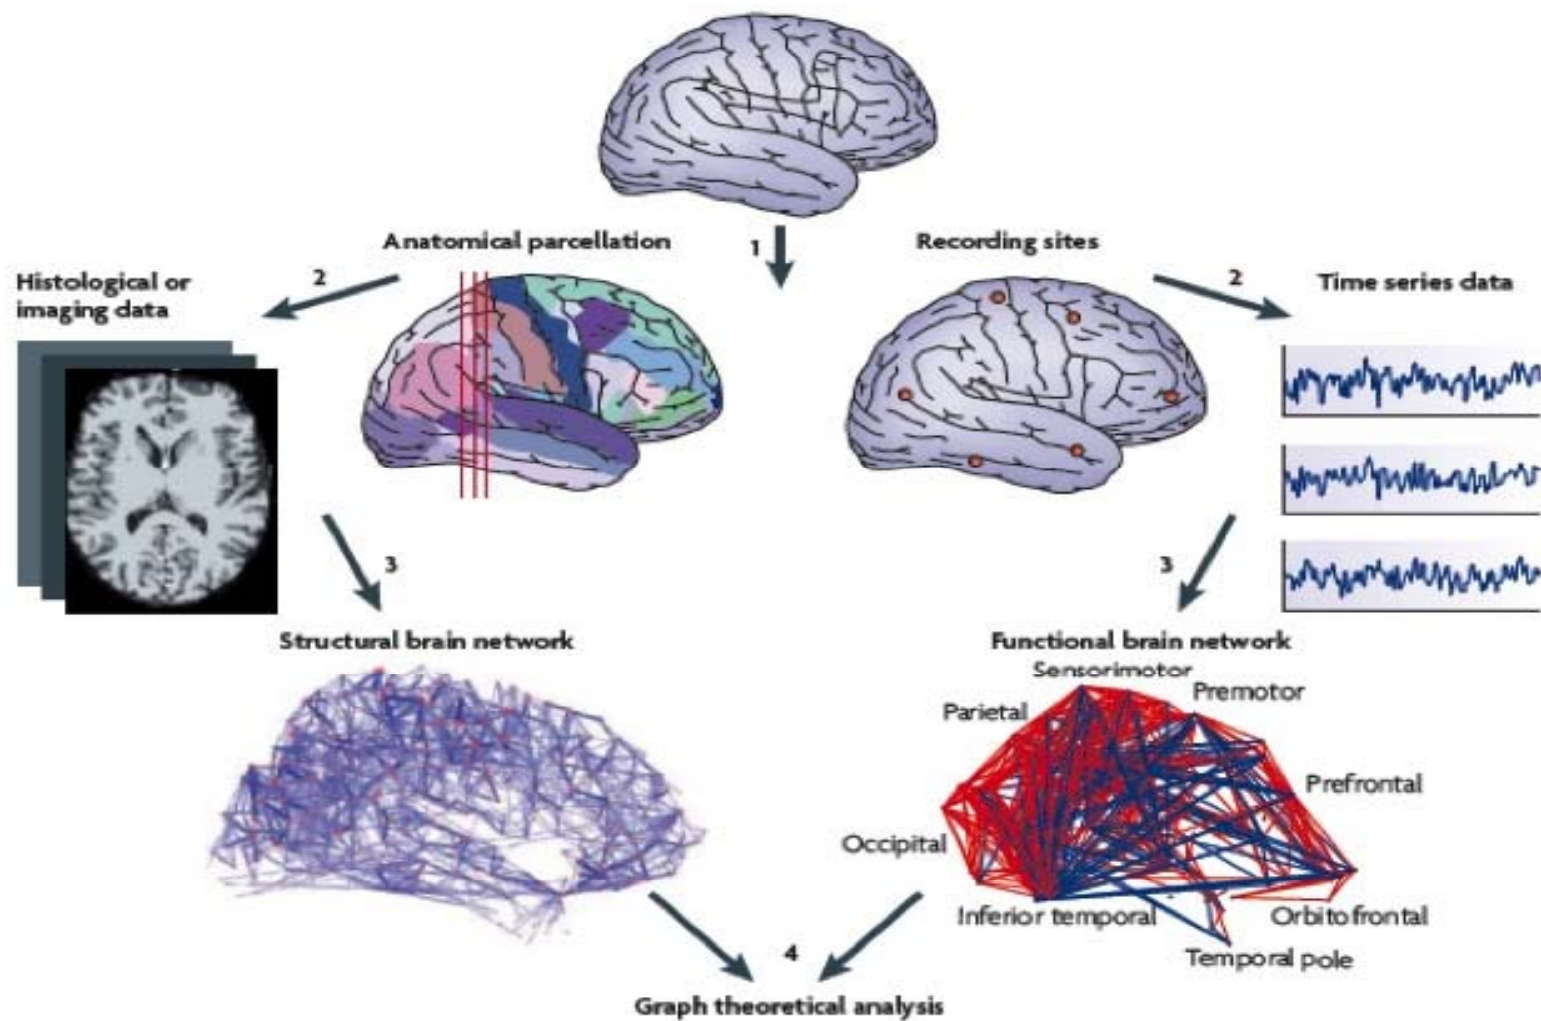 Anatomical parcellation
1
Recording sites
Histological or
imaging data
2
2
Time series data
3
3
Structural brain network
Functional brain network
Sensorimotor
Premotor
Parietal
Prefrontal
Occipital
Inferior temporal
Orbitofrontal
Temporal pole
4
Graph theoretical analysis